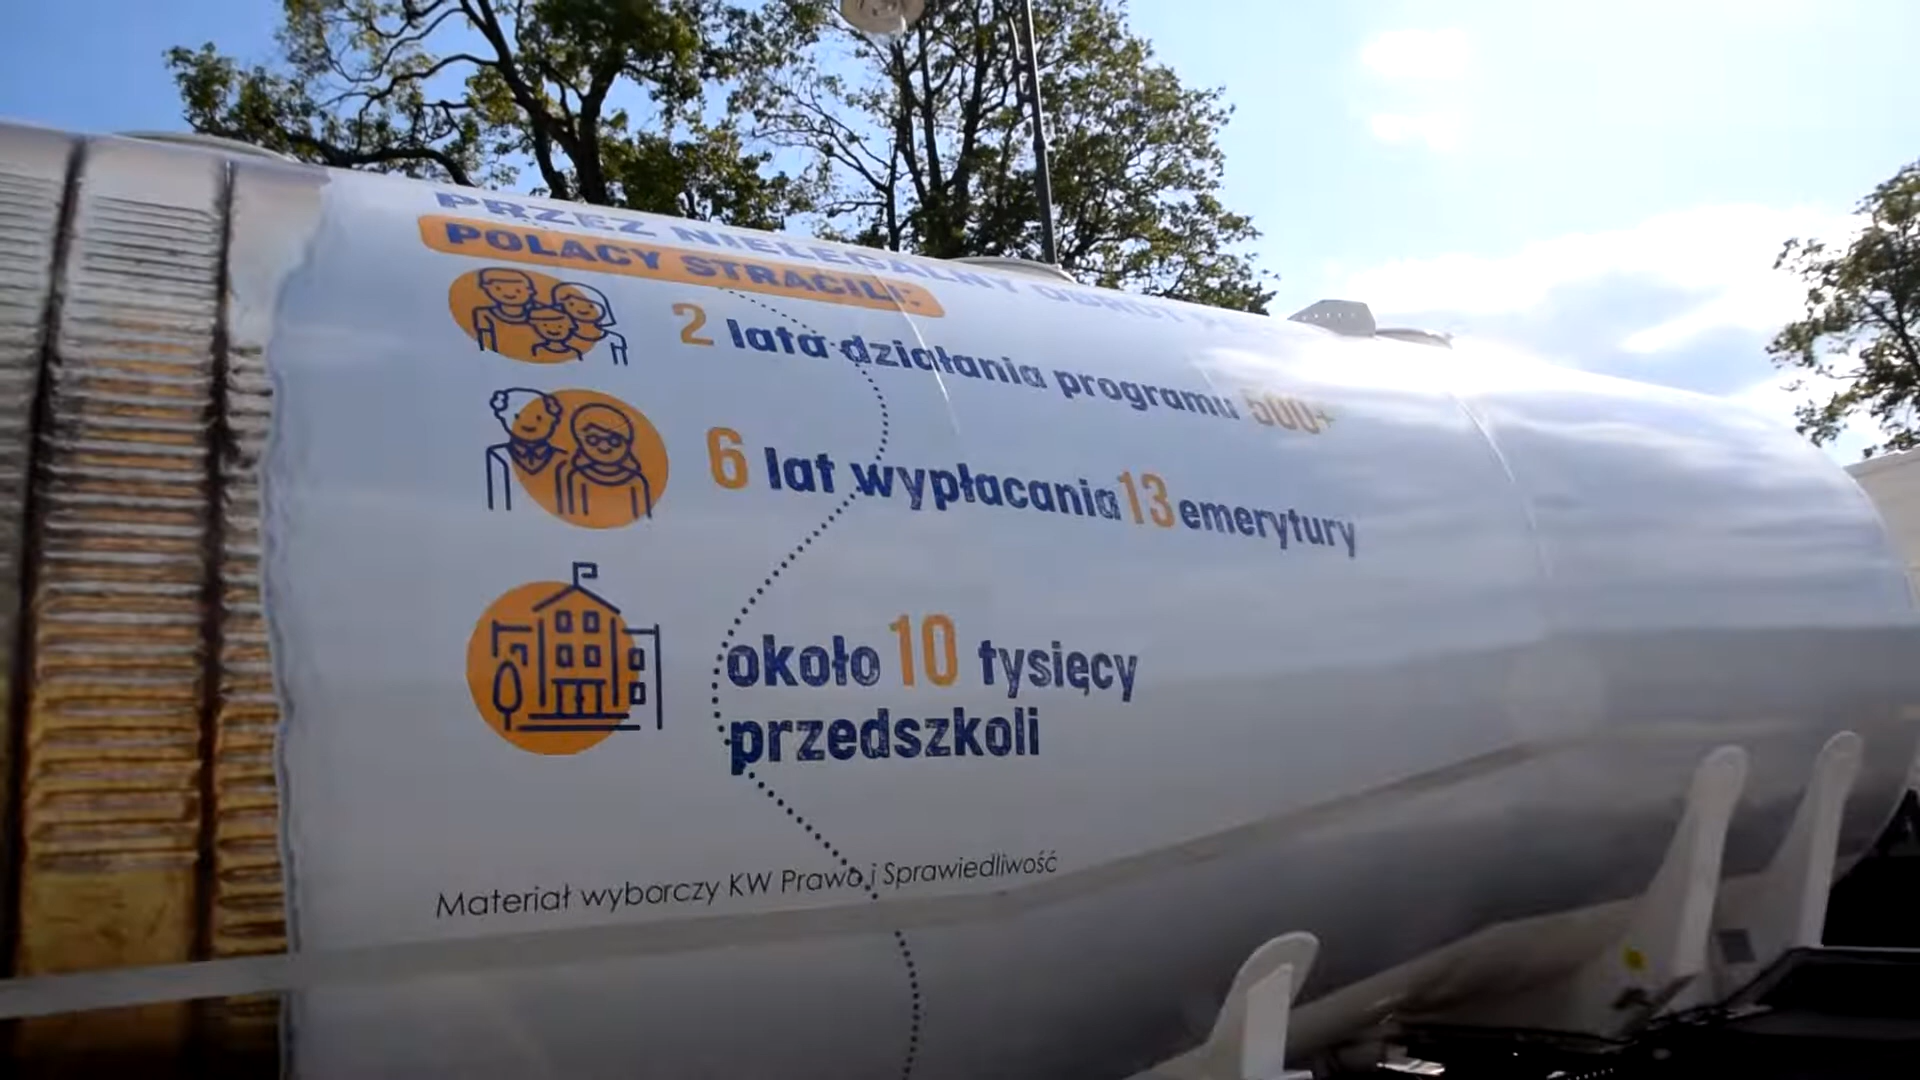 PRZEZ NIELEGALNY OBRÓT
POLACY STRACILI:
2 lata działania programu 500+
6 lat wypłacania 13 emerytury
około 10 tysięcy
przedszkoli
Materiał wyborczy KW Prawo i Sprawiedliwość